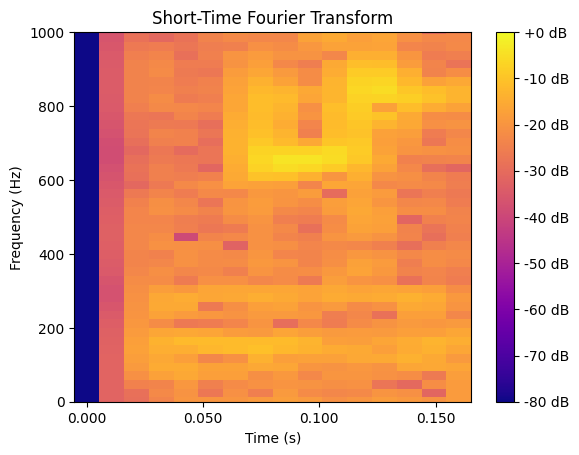 Short-Time Fourier Transform
Frequency (Hz)
1000
800
600
400
200
0
0.000
0.050
0.100
0.150
Time (s)
+0 dB
-10 dB
-20 dB
-30 dB
-40 dB
-50 dB
-60 dB
-70 dB
-80 dB